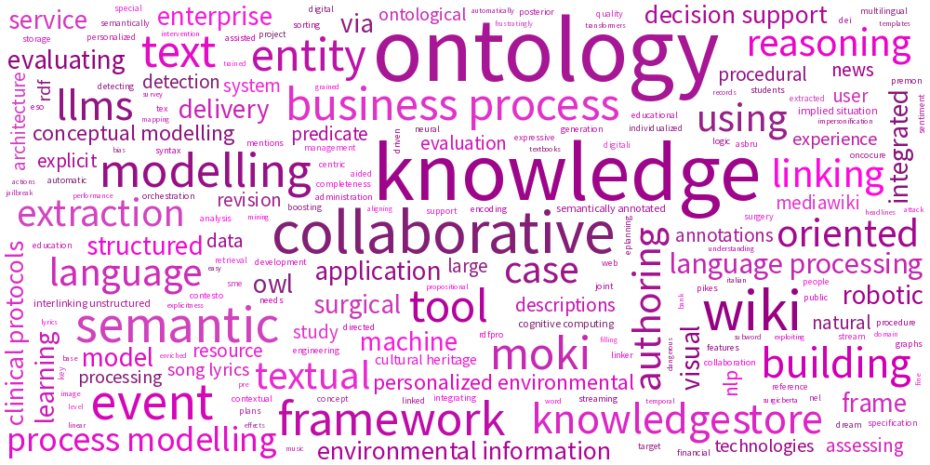 service
special
enterprise
via
ontological
automatically
posterior
decision support
dei
multilingual
storage
semantically
personalized
digital
sorting
assisted
project
text
entity
ontology
semantically
frustratingly
quality
transformers
templates
reasoning
evaluating
rdf
intervention
trained
grained
detecting
detection
system
procedural
news
premon
architecture
eso
llms
survey
tex
mapping
delivery
business process
records
students
extracted
user
implied situation
impersonification
sentiment
integrated
conceptual modelling
bias
syntax
mentions
management
predicate
driven
neural
evaluation
expressive
textbooks
generation
educational
individualized
digitali
using
logic
asbru
experience
oncocure
explicit
automatic
modelling
centric
aided
completeness
administration
knowledge
linking
mediawiki
actions
jailbreak
performance
orchestration
revision
boosting
aligning
support
encoding
semantically annotated
surgery
headlines
attack
extraction
analysis
mining
collaborative
eplanning
authoring
annotations
understanding
oriented
clinical protocols
education
structured
data
retrieval
development
easy
language
sme
owl
application
large
case
web
joint
propositional
italian
bank
pikes
people
public
language processing
robotic
interlinking unstructured
explicitness
contesto
needs
surgical
tool
descriptions
cognitive computing
wiki
natural
procedure
lyrics
semantic
study
directed
rdfpro
engineering
machine
moki
filling
linker
dangerous
visual
features
collaboration
subword
exploiting
stream
domain
graphs
learning
base
key
image
level
linear
model
enriched
resource
processing
song lyrics
cultural heritage
textual
pre
personalized environmental
nlp
building
reference
fine
event
contextual
plans
effects
concept
linked
integrating
word
streaming
temporal
target
financial
framework
knowledgestore
nel
sugicberta
dream
frame
specification
process modelling
music
environmental information
technologies
assessing